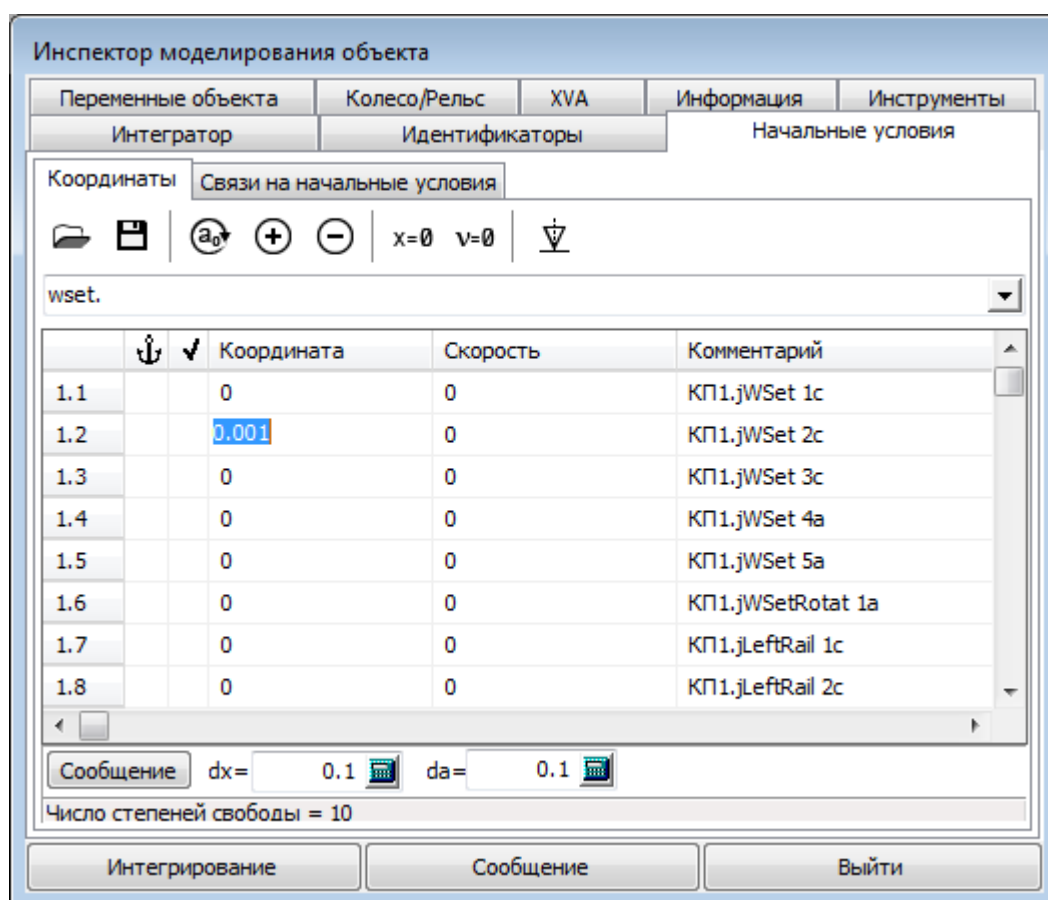 Инспектор моделирования объекта
Переменные объекта Колесо/Рельс XVA Информация Инструменты
Интегратор Идентификаторы Начальные условия
Координаты Связи на начальные условия
a₀ x=0 v=0
wset.
Координата Скорость Комментарий
1.1 0 0 КП1.jWSet 1c
1.2 0.001 0 КП1.jWSet 2c
1.3 0 0 КП1.jWSet 3c
1.4 0 0 КП1.jWSet 4a
1.5 0 0 КП1.jWSet 5a
1.6 0 0 КП1.jWSetRotat 1a
1.7 0 0 КП1.jLeftRail 1c
1.8 0 0 КП1.jLeftRail 2c
Сообщение dx= 0.1 da= 0.1
Число степеней свободы = 10
Интегрирование Сообщение Выйти